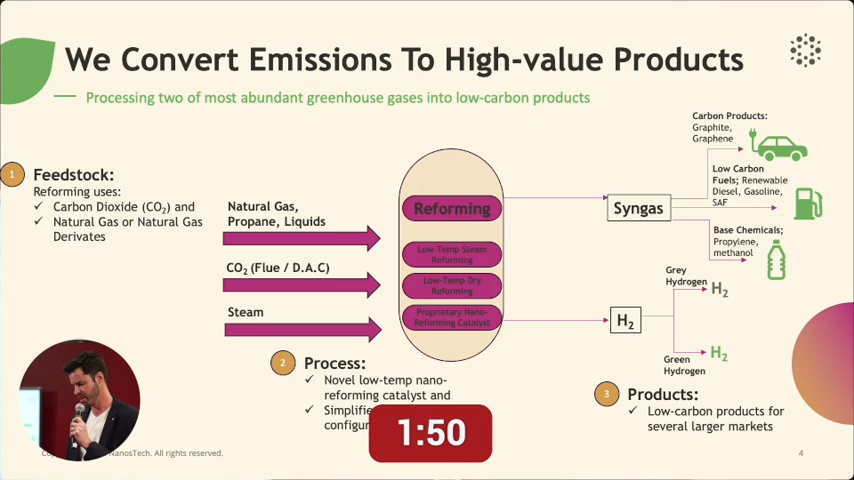 We Convert Emissions To High-value Products
Processing two of most abundant greenhouse gases into low-carbon products
1
Feedstock:
Reforming uses:
✓ Carbon Dioxide (CO₂) and
✓ Natural Gas or Natural Gas
Derivates
Natural Gas,
Propane, Liquids
CO₂ (Flue / D.A.C)
Steam
Reforming
Low-Temp Steam
Reforming
Low-Temp Dry
Reforming
Proprietary Nano-
Reforming Catalyst
Syngas
H₂
Carbon Products:
Graphite,
Graphene
Low Carbon
Fuels; Renewable
Diesel, Gasoline,
SAF
Base Chemicals;
Propylene,
methanol
Grey
Hydrogen
H₂
Green
Hydrogen
H₂
2
Process:
✓ Novel low-temp nano-
reforming catalyst and
✓
1:50
3
Products:
✓ Low-carbon products for
several larger markets
NanosTech. All rights reserved.
4